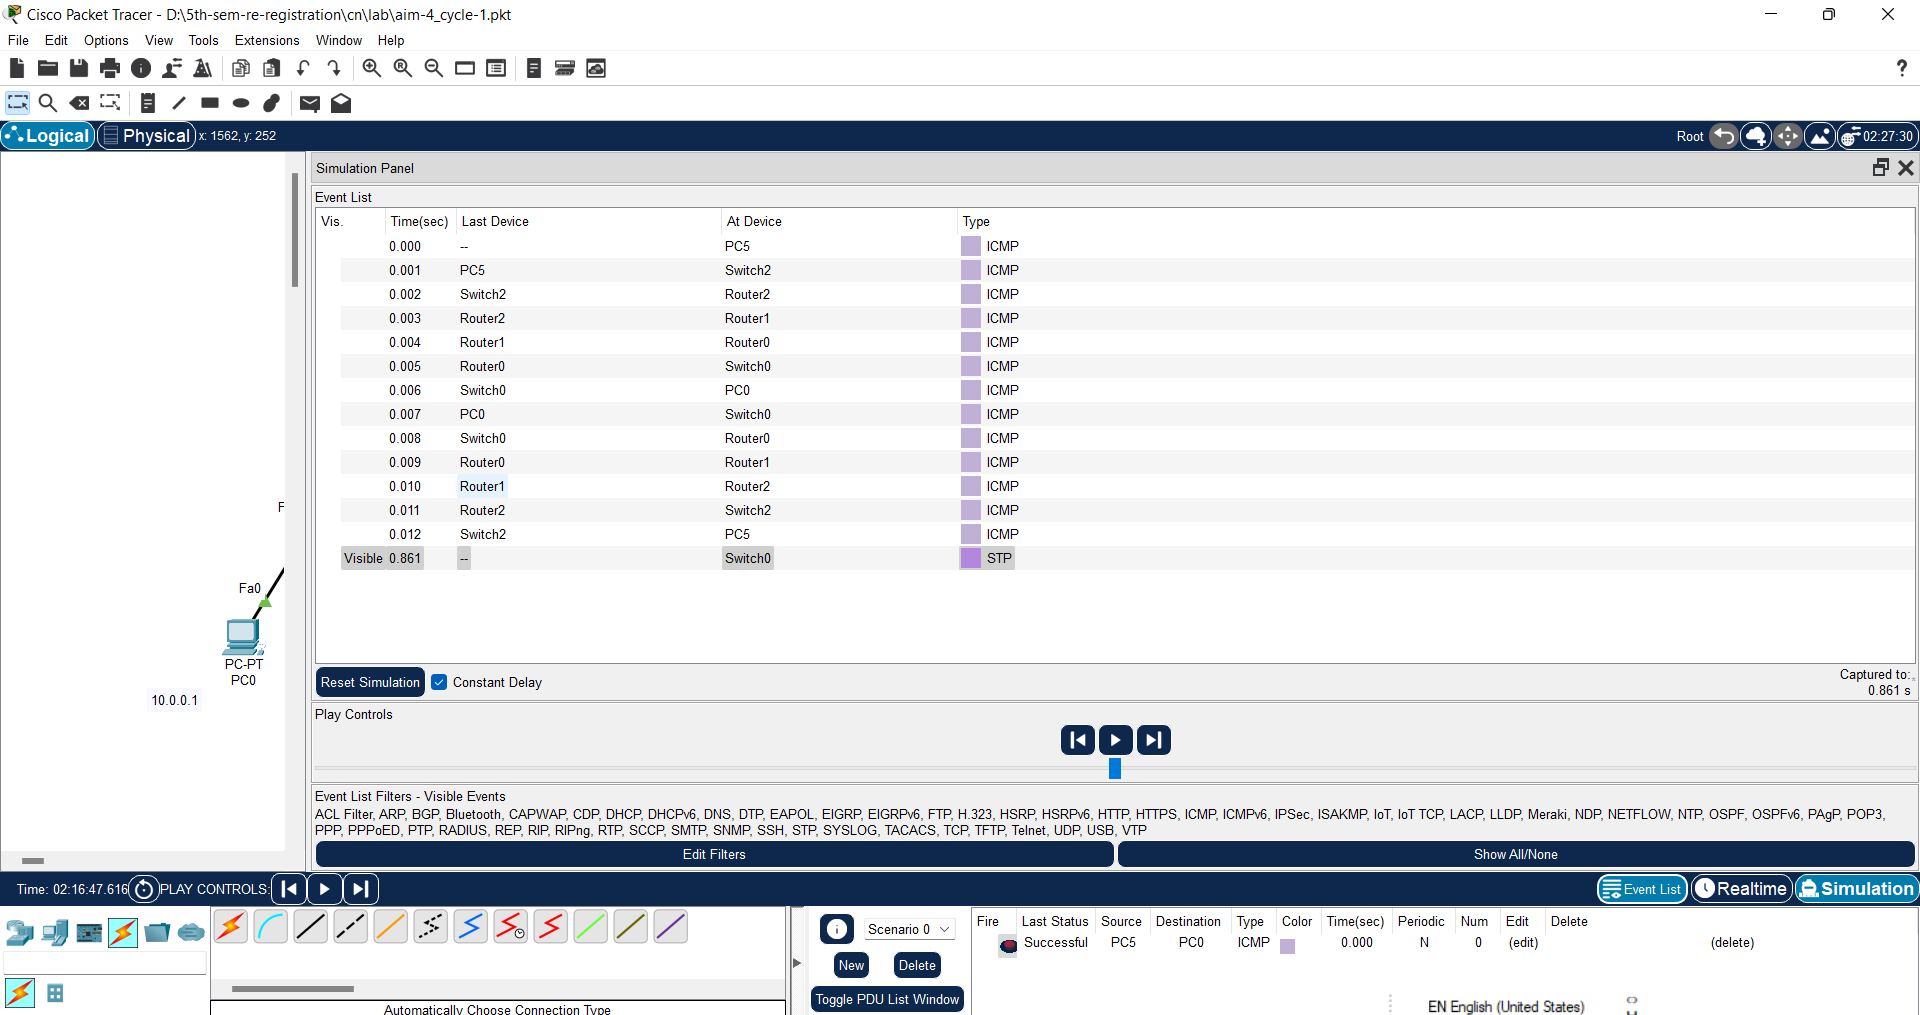 Cisco Packet Tracer - D:\5th-sem-re-registration\cn\lab\aim-4_cycle-1.pkt
File Edit Options View Tools Extensions Window Help
?
Logical Physical x: 1562, y: 252 Root 02:27:30
Simulation Panel
Event List
Vis. Time(sec) Last Device At Device Type
0.000 -- PC5 ICMP
0.001 PC5 Switch2 ICMP
0.002 Switch2 Router2 ICMP
0.003 Router2 Router1 ICMP
0.004 Router1 Router0 ICMP
0.005 Router0 Switch0 ICMP
0.006 Switch0 PC0 ICMP
0.007 PC0 Switch0 ICMP
0.008 Switch0 Router0 ICMP
0.009 Router0 Router1 ICMP
0.010 Router1 Router2 ICMP
0.011 Router2 Switch2 ICMP
0.012 Switch2 PC5 ICMP
Visible 0.861 -- Switch0 STP
F
Fa0
PC-PT
PC0
10.0.0.1
Reset Simulation Constant Delay
Captured to:
0.861 s
Play Controls
Event List Filters - Visible Events
ACL Filter, ARP, BGP, Bluetooth, CAPWAP, CDP, DHCP, DHCPv6, DNS, DTP, EAPOL, EIGRP, EIGRPv6, FTP, H.323, HSRP, HSRPv6, HTTP, HTTPS, ICMP, ICMPv6, IPSec, ISAKMP, IoT, IoT TCP, LACP, LLDP, Meraki, NDP, NETFLOW, NTP, OSPF, OSPFv6, PAgP, POP3,
PPP, PPPoED, PTP, RADIUS, REP, RIP, RIPng, RTP, SCCP, SMTP, SNMP, SSH, STP, SYSLOG, TACACS, TCP, TFTP, Telnet, UDP, USB, VTP
Edit Filters Show All/None
Time: 02:16:47.616 PLAY CONTROLS: Event List Realtime Simulation
Scenario 0
New Delete
Toggle PDU List Window
Fire Last Status Source Destination Type Color Time(sec) Periodic Num Edit Delete
Successful PC5 PC0 ICMP 0.000 N 0 (edit) (delete)
Automatically Choose Connection Type
EN English (United States)